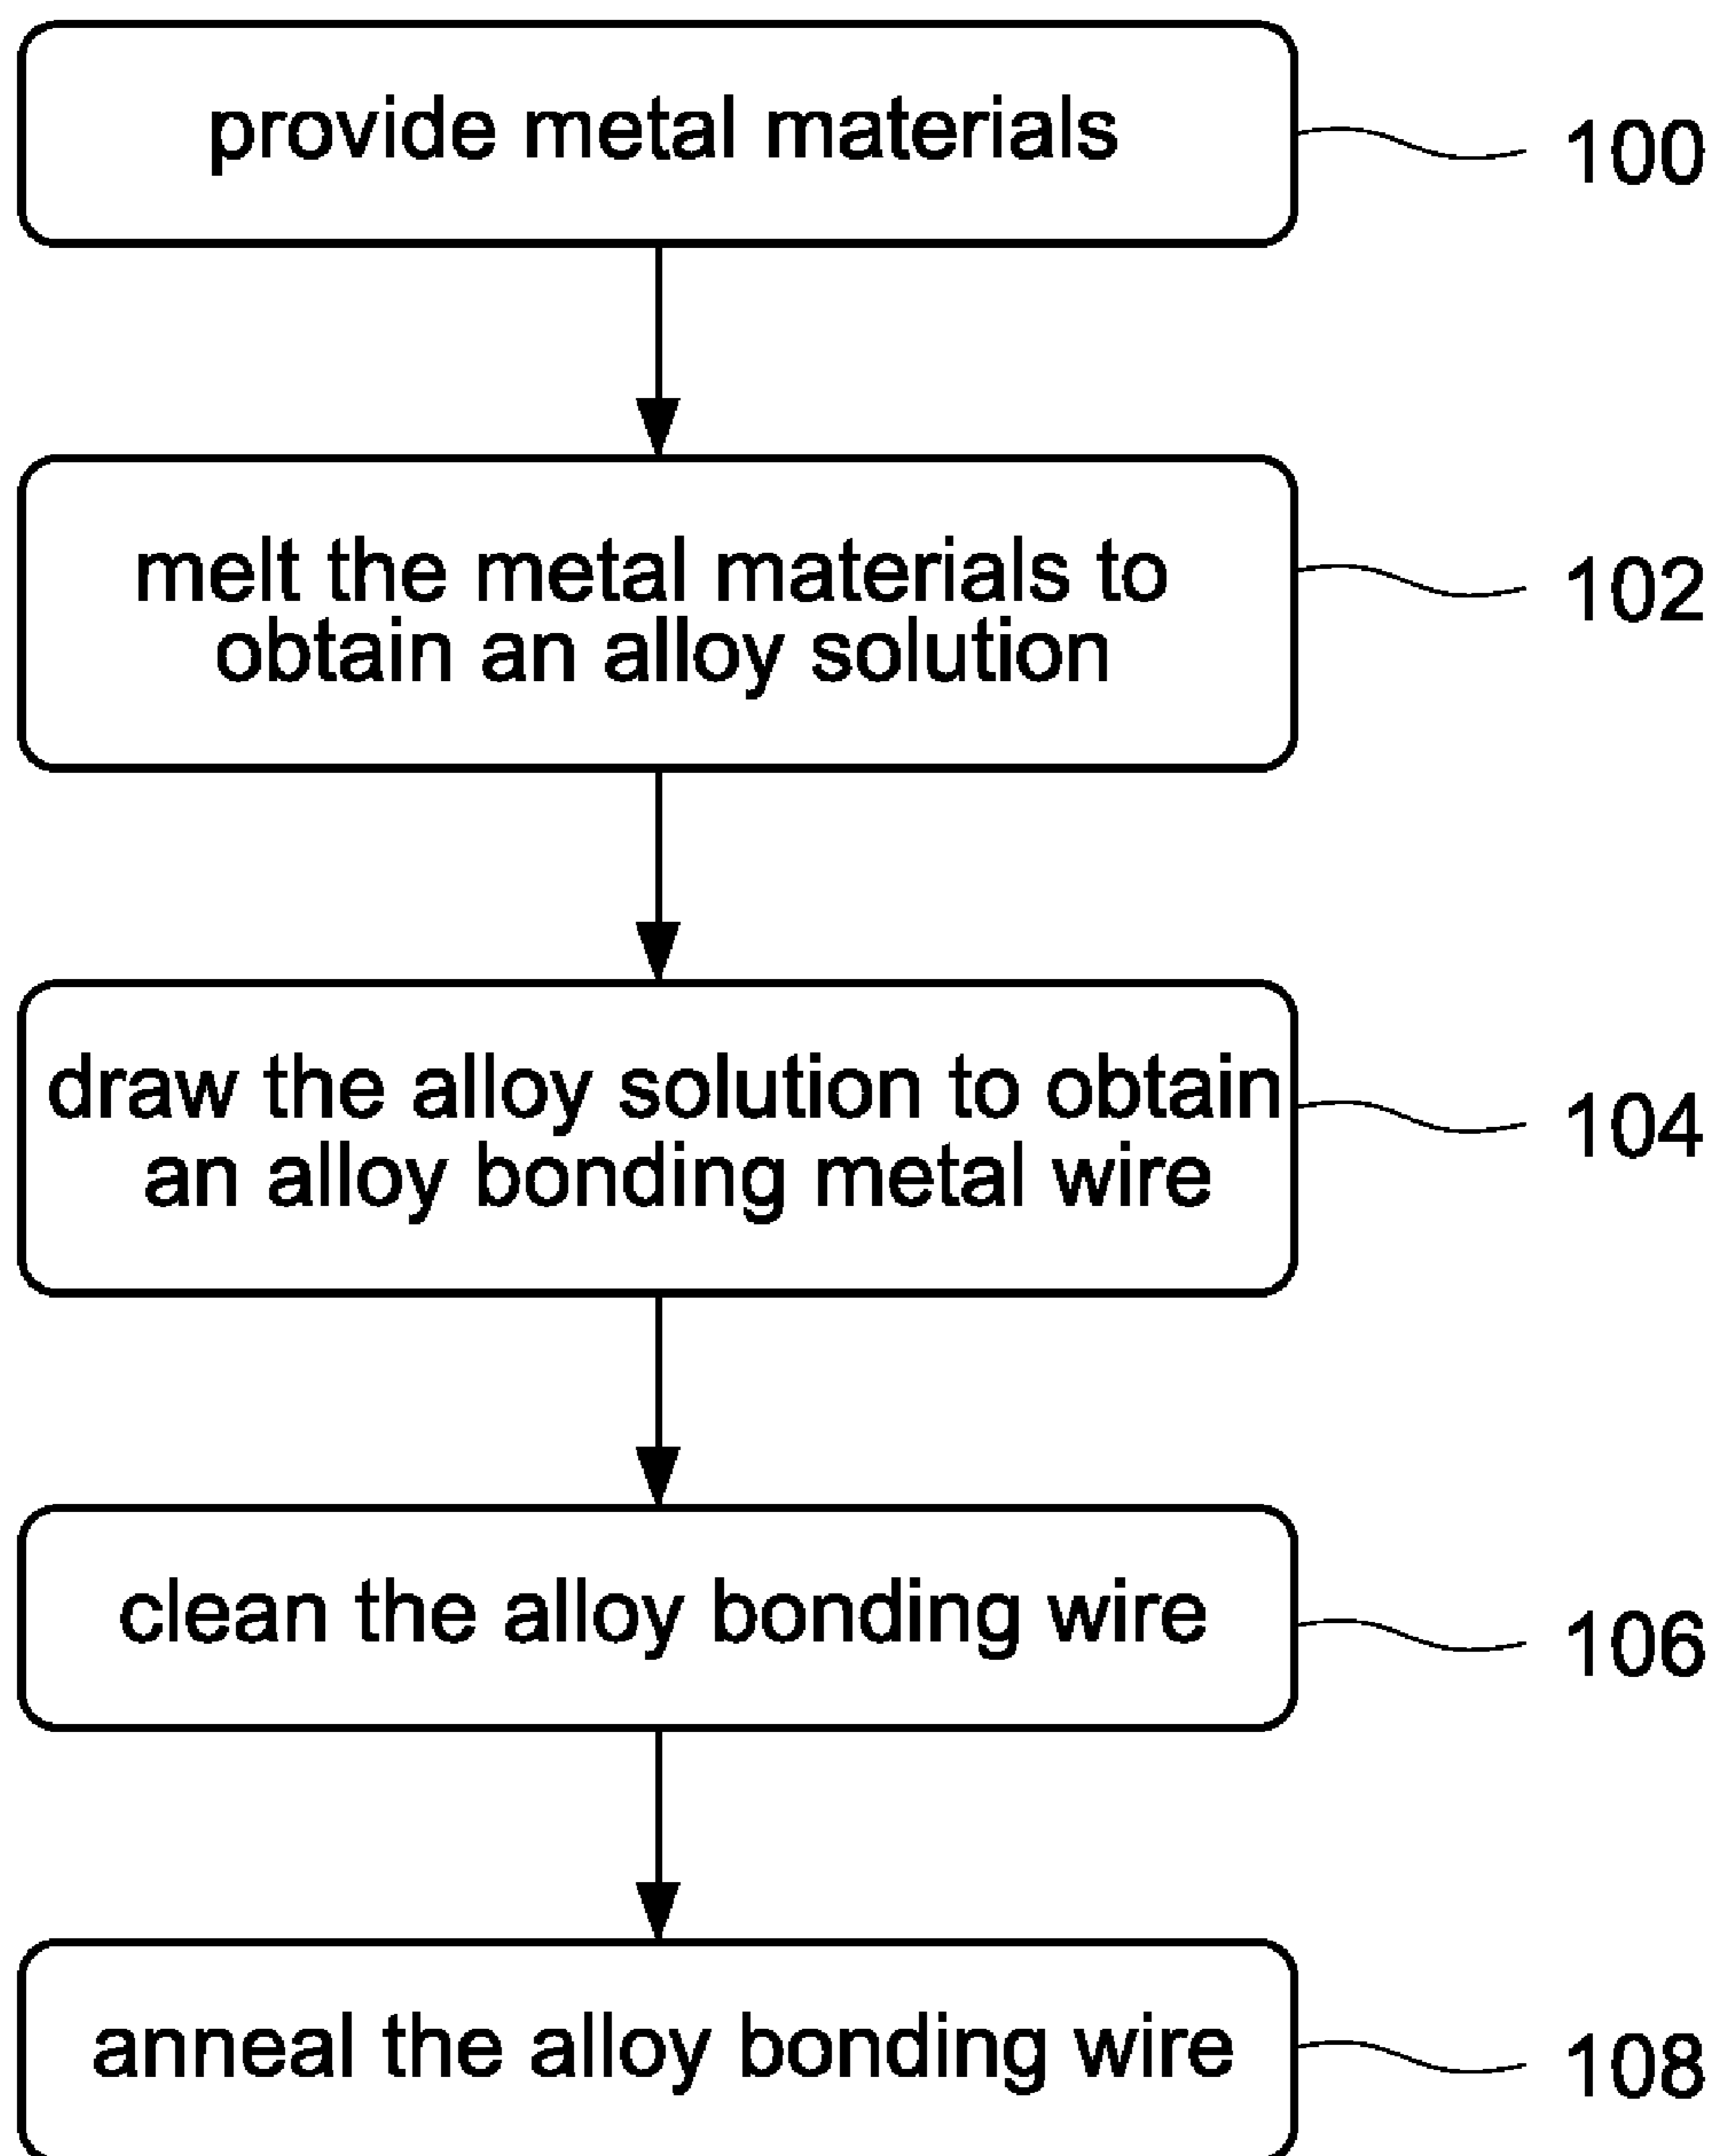 provide metal materials
100
melt the metal materials to
obtain an alloy solution
102
draw the alloy solution to obtain
an alloy bonding metal wire
104
clean the alloy bonding wire
106
anneal the alloy bonding wire
108